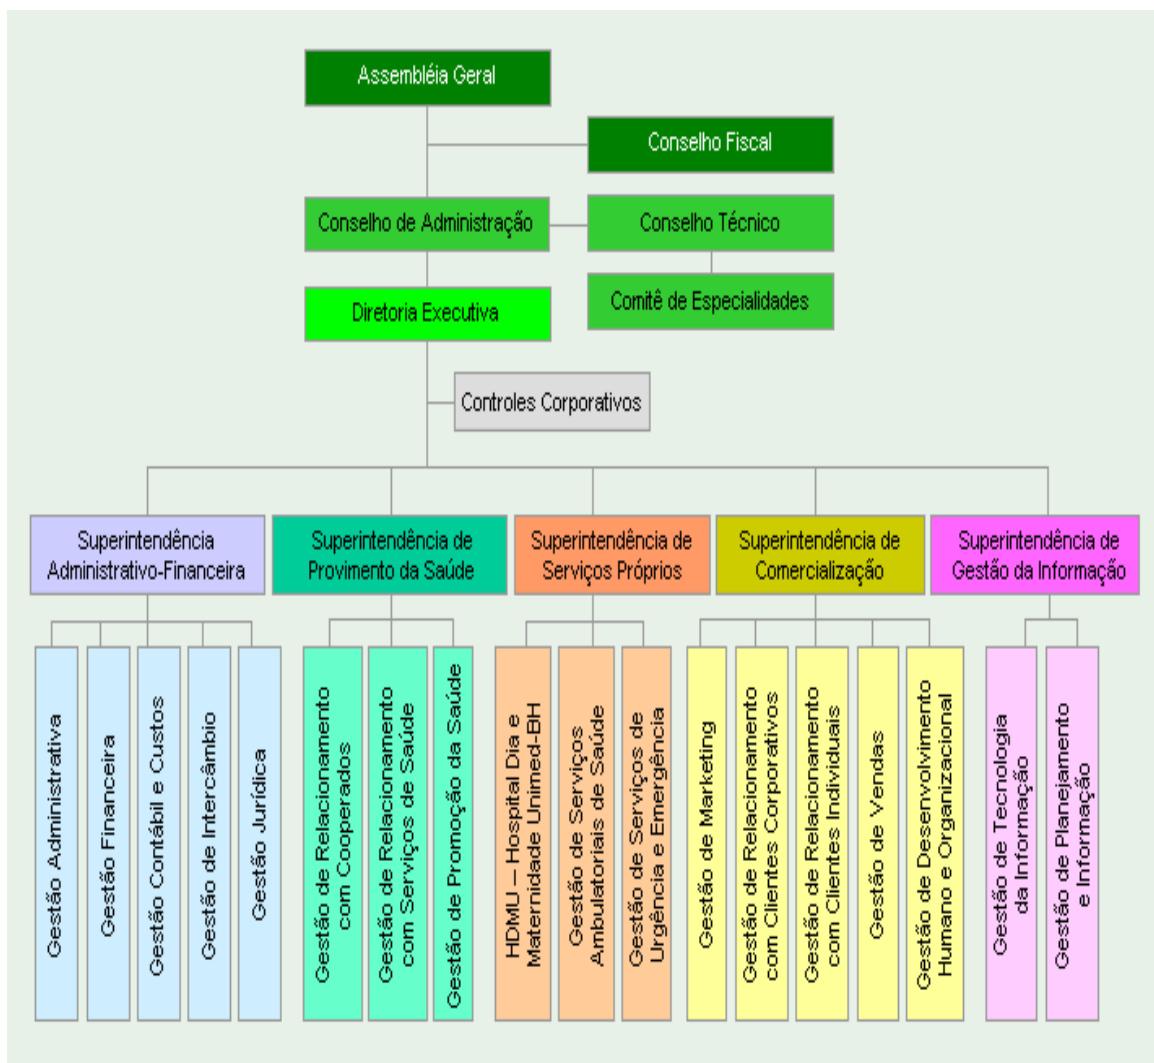 Assembléia Geral
Conselho Fiscal
Conselho de Administração
Conselho Técnico
Diretoria Executiva
Comitê de Especialidades
Controles Corporativos
Superintendência
Administrativo-Financeira
Superintendência de
Provimento da Saúde
Superintendência de
Serviços Próprios
Superintendência de
Comercialização
Superintendência de
Gestão da Informação
Gestão Administrativa
Gestão Financeira
Gestão Contábil e Custos
Gestão de Intercâmbio
Gestão Jurídica
Gestão de Relacionamento
com Cooperados
Gestão de Relacionamento
com Serviços de Saúde
Gestão de Promoção da Saúde
HDMU – Hospital Dia e
Maternidade Unimed-BH
Gestão de Serviços
Ambulatoriais de Saúde
Gestão de Serviços de
Urgência e Emergência
Gestão de Marketing
Gestão de Relacionamento
com Clientes Corporativos
Gestão de Relacionamento
com Clientes Individuais
Gestão de Vendas
Gestão de Desenvolvimento
Humano e Organizacional
Gestão de Tecnologia
da Informação
Gestão de Planejamento
e Informação